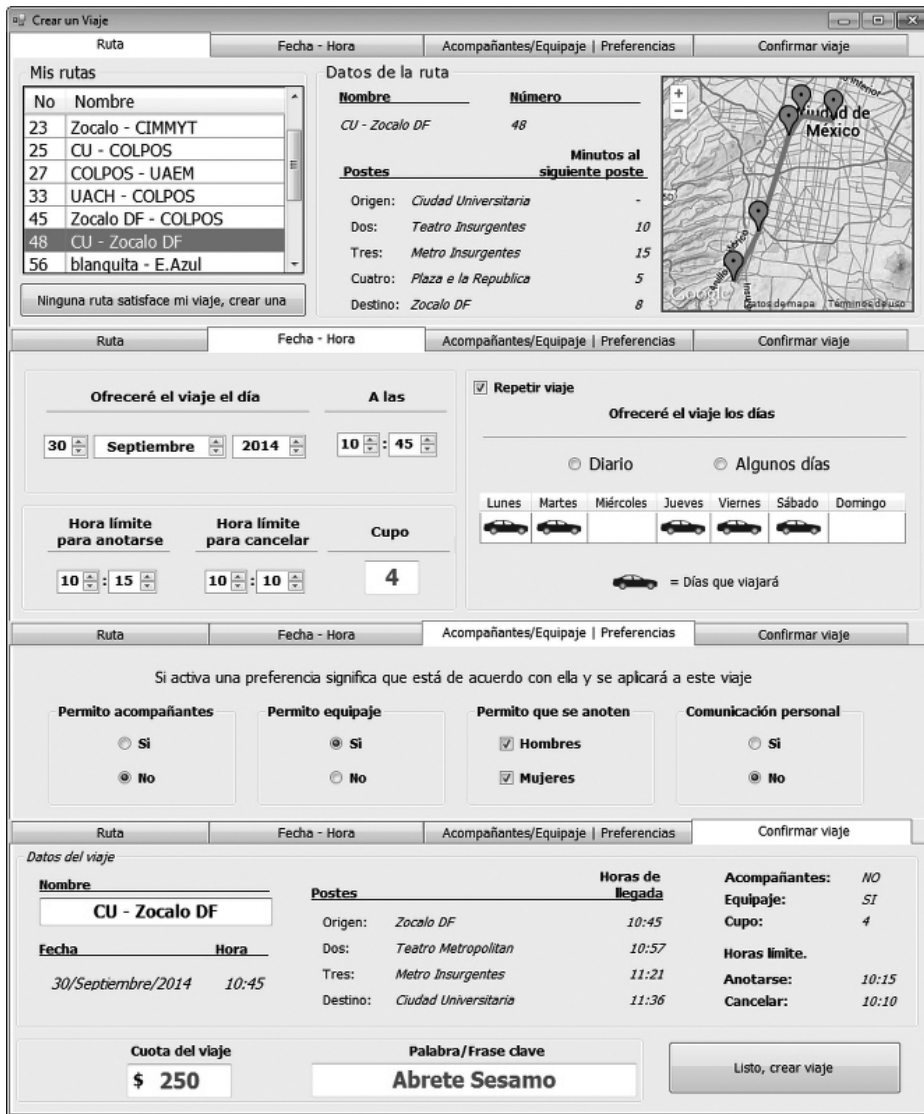 Crear un Viaje
Ruta Fecha - Hora Acompañantes/Equipaje | Preferencias Confirmar viaje
Mis rutas
No Nombre
23 Zocalo - CIMMYT
25 CU - COLPOS
27 COLPOS - UAEM
33 UACH - COLPOS
45 Zocalo DF - COLPOS
48 CU - Zocalo DF
56 blanquita - E.Azul
Ninguna ruta satisface mi viaje, crear una
Datos de la ruta
Nombre Número
CU - Zocalo DF 48
Postes Minutos al siguiente poste
Origen: Ciudad Universitaria -
Dos: Teatro Insurgentes 10
Tres: Metro Insurgentes 15
Cuatro: Plaza e la Republica 5
Destino: Zocalo DF 8
+
-
Ciudad de
México
Google
Datos de mapa Términos de uso
Ruta Fecha - Hora Acompañantes/Equipaje | Preferencias Confirmar viaje
Ofreceré el viaje el día A las
30 Septiembre 2014 10 : 45
Hora límite para anotarse Hora límite para cancelar Cupo
10 : 15 10 : 10 4
Repetir viaje
Ofreceré el viaje los días
Diario Algunos días
Lunes Martes Miércoles Jueves Viernes Sábado Domingo
= Días que viajará
Ruta Fecha - Hora Acompañantes/Equipaje | Preferencias Confirmar viaje
Si activa una preferencia significa que está de acuerdo con ella y se aplicará a este viaje
Permito acompañantes Permito equipaje Permito que se anoten Comunicación personal
Si Si Hombres Si
No No Mujeres No
Ruta Fecha - Hora Acompañantes/Equipaje | Preferencias Confirmar viaje
Datos del viaje
Nombre
CU - Zocalo DF
Fecha Hora
30/Septiembre/2014 10:45
Postes Horas de llegada
Origen: Zocalo DF 10:45
Dos: Teatro Metropolitan 10:57
Tres: Metro Insurgentes 11:21
Destino: Ciudad Universitaria 11:36
Acompañantes: NO
Equipaje: SI
Cupo: 4
Horas límite.
Anotarse: 10:15
Cancelar: 10:10
Cuota del viaje Palabra/Frase clave
$ 250 Abrete Sesamo
Listo, crear viaje